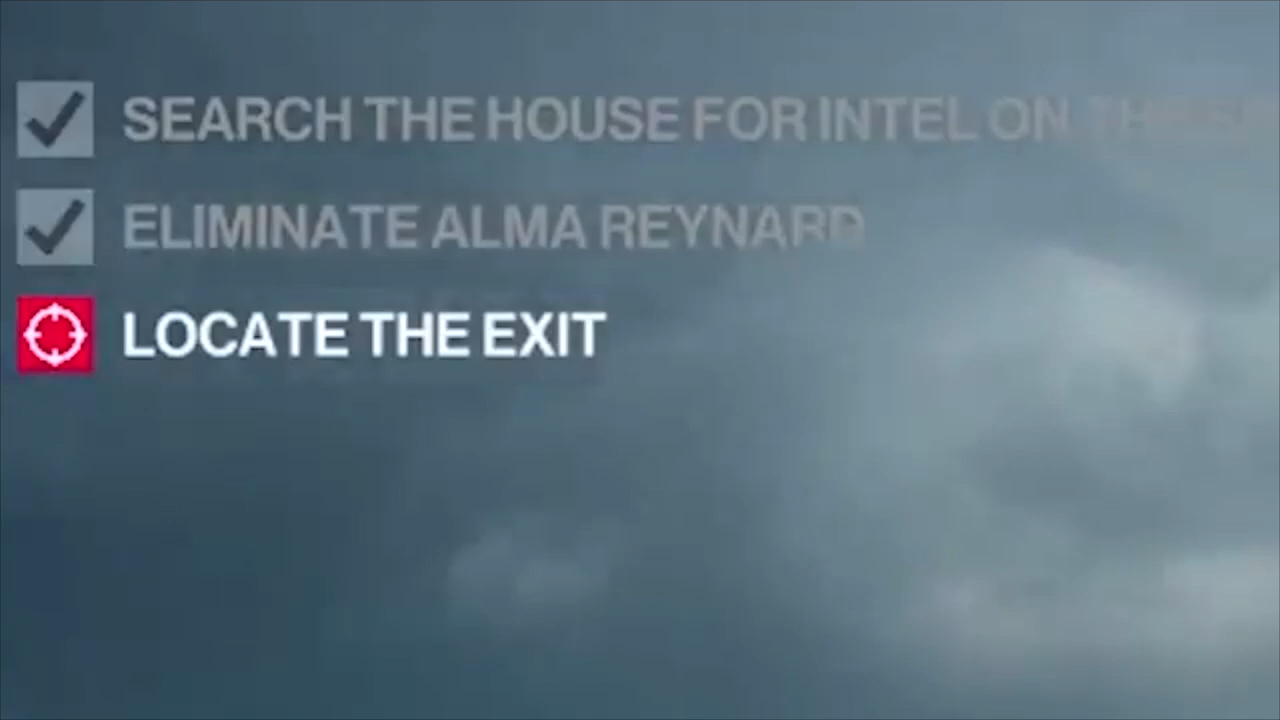 SEARCH THE HOUSE FOR INTEL ON
ELIMINATE ALMA REYNARD
LOCATE THE EXIT